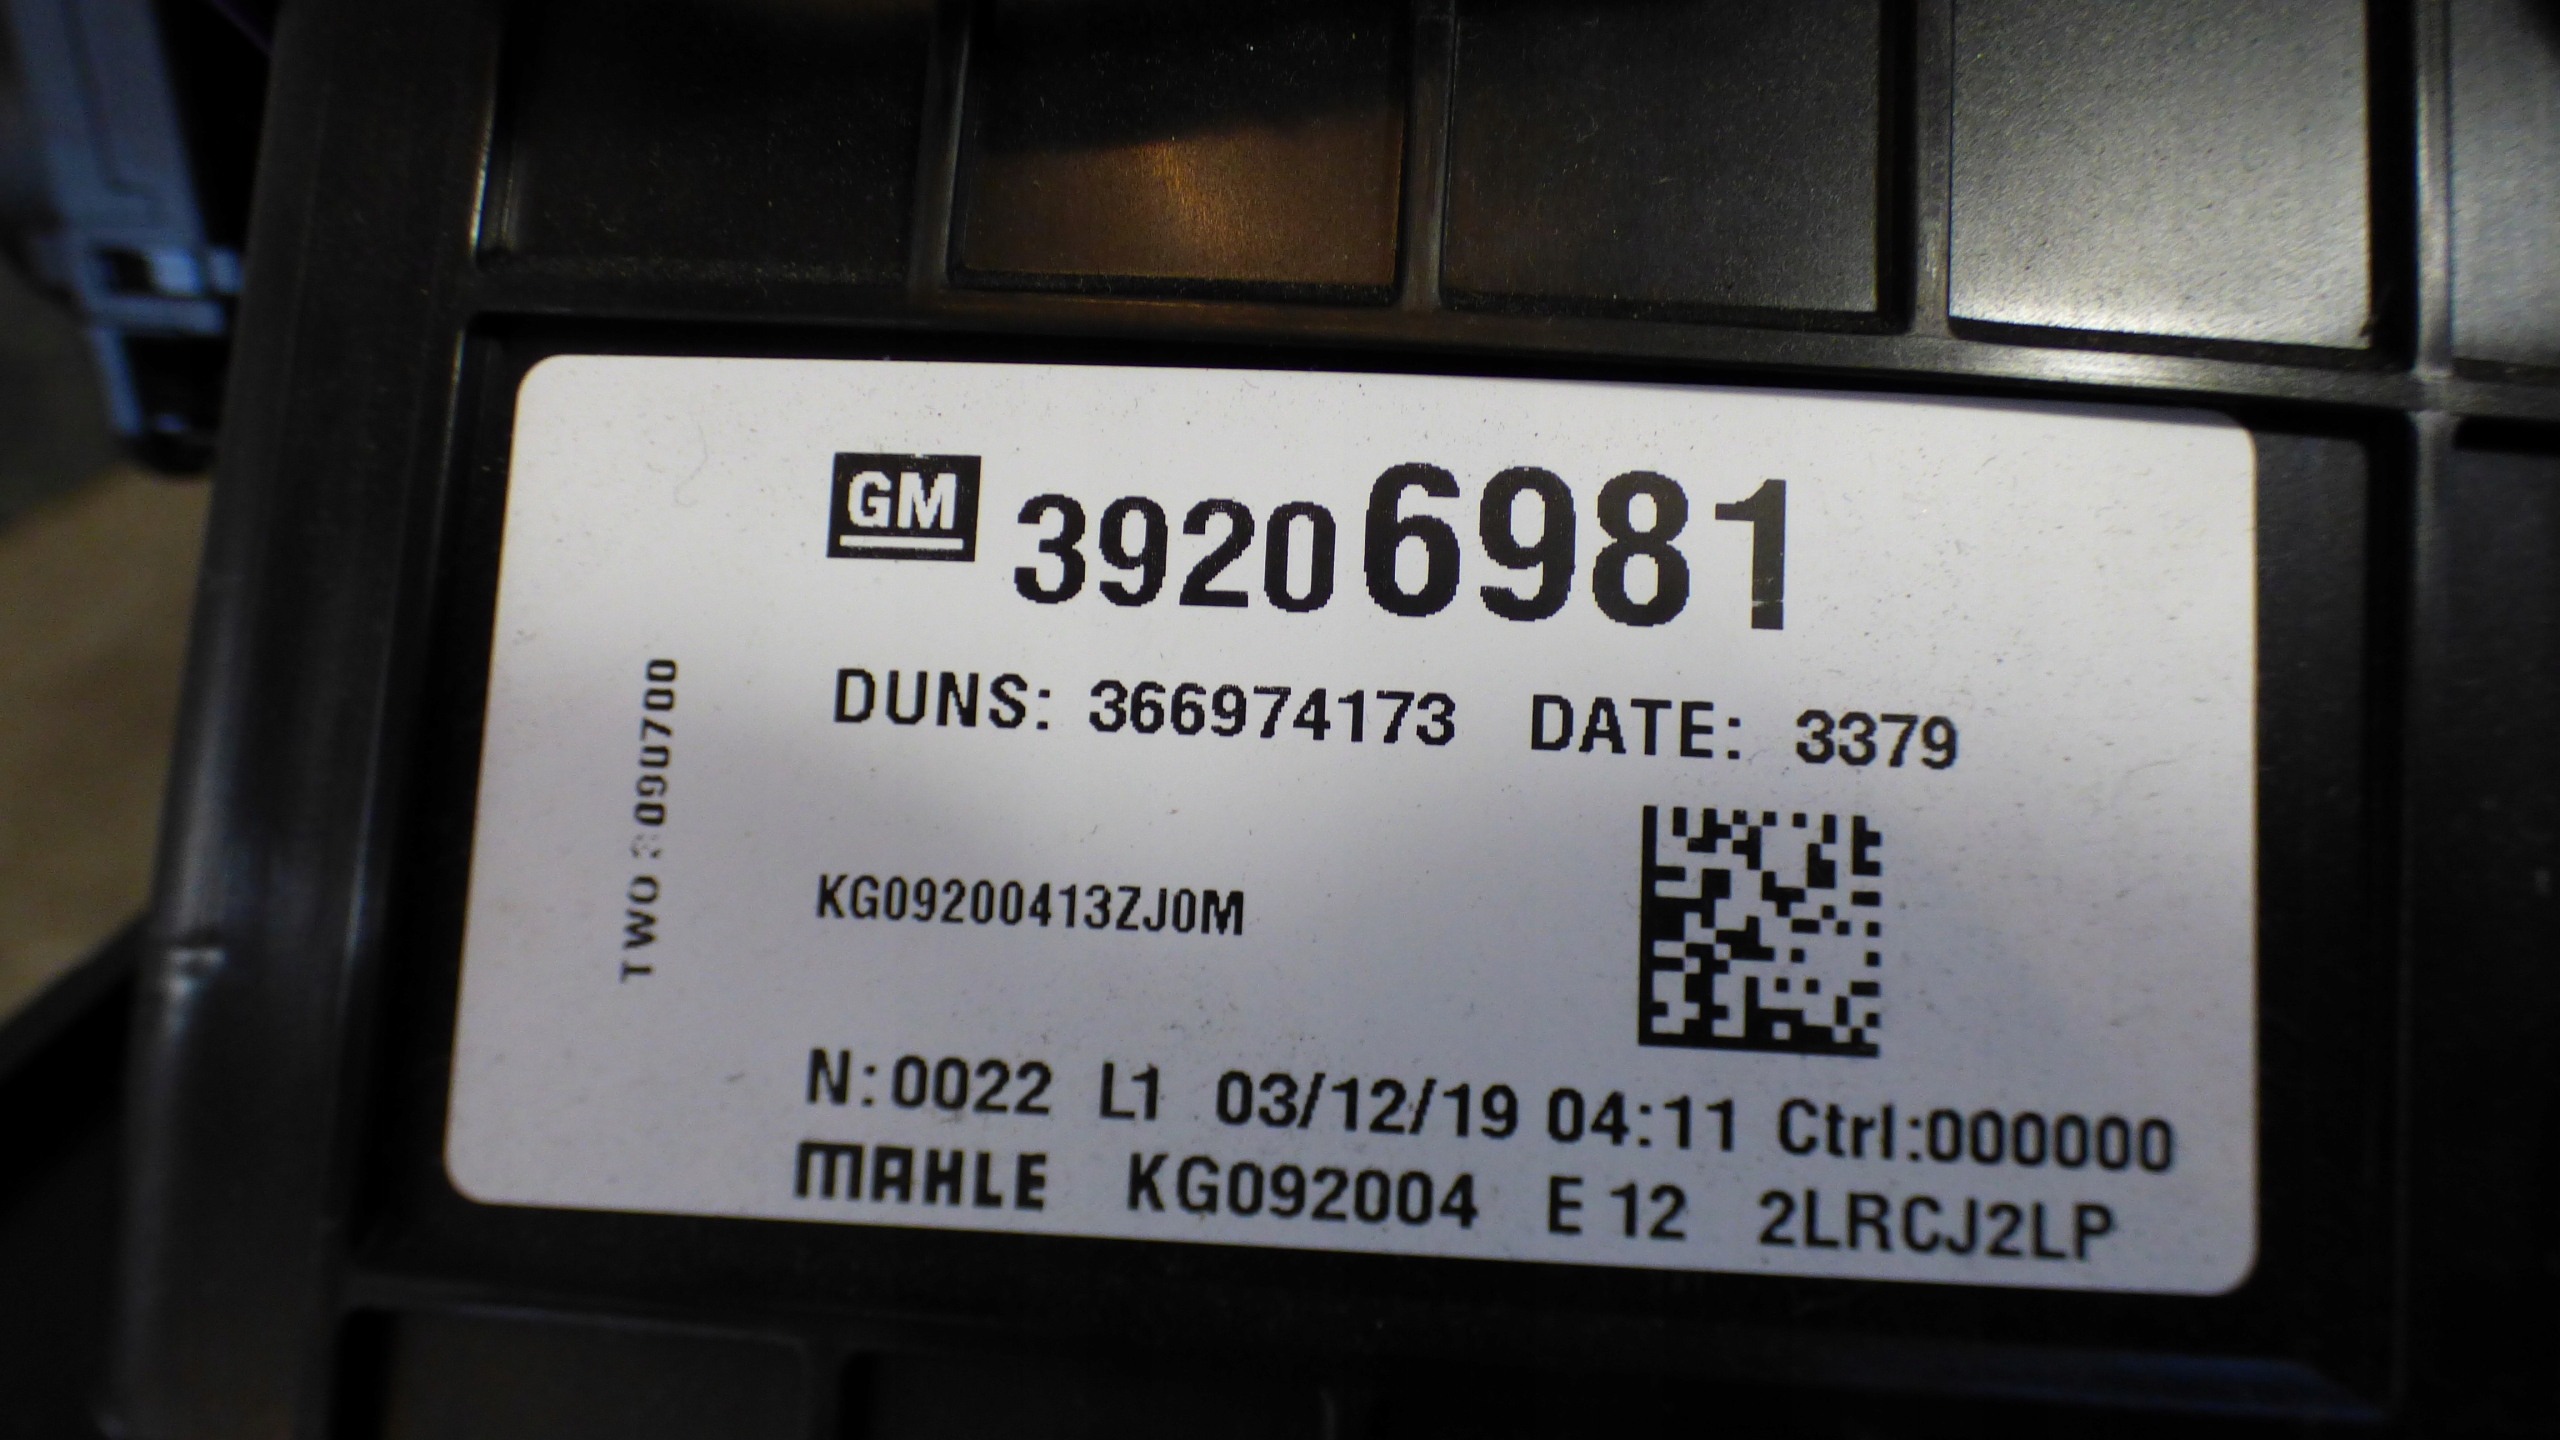 GM 39206981
DUNS: 366974173 DATE: 3379
KG09200413ZJ0M
N:0022 L1 03/12/19 04:11 Ctrl:000000
MAHLE KG092004 E 12 2LRCJ2LP
TWO